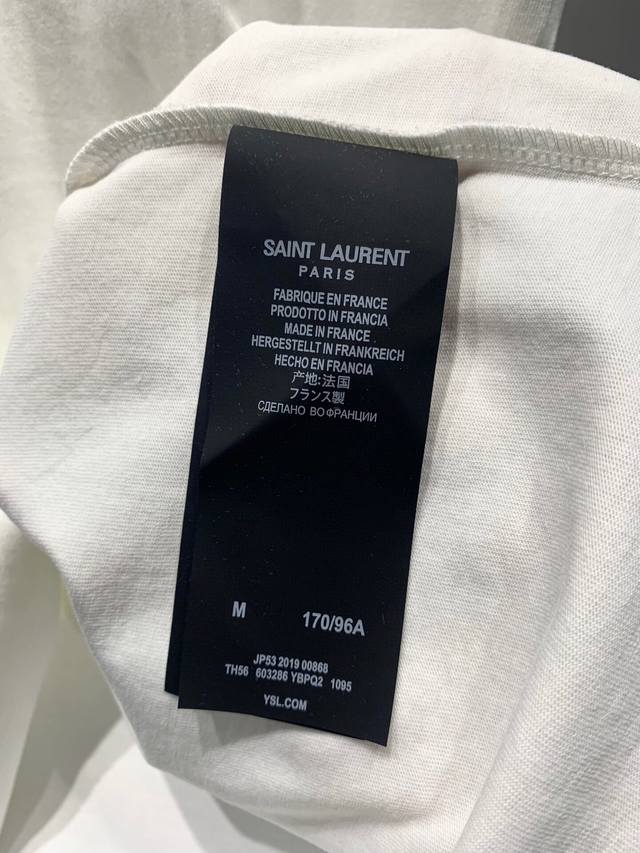 SAINT LAURENT
PARIS
FABRIQUE EN FRANCE
PRODOTTO IN FRANCIA
MADE IN FRANCE
HERGESTELLT IN FRANKREICH
HECHO EN FRANCIA
产地:法国
フランス製
СДЕЛАНО ВО ФРАНЦИИ
M 170/96A
JP53 2019 00868
TH56 603286 YBPQ2 1095
YSL.COM